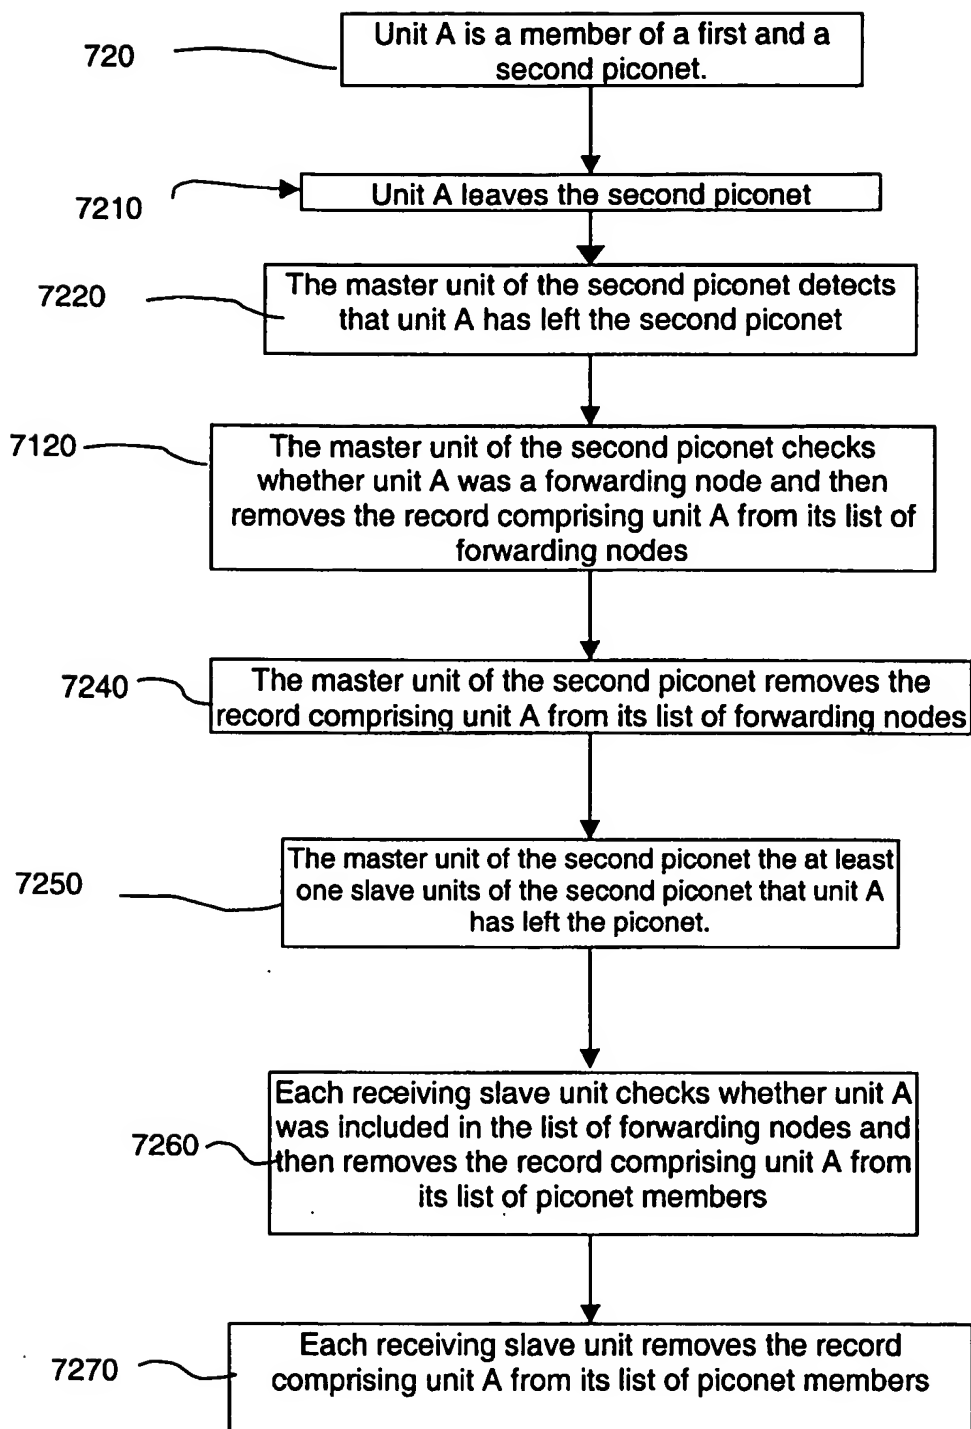 720
Unit A is a member of a first and a
second piconet.
7210
Unit A leaves the second piconet
7220
The master unit of the second piconet detects
that unit A has left the second piconet
7120
The master unit of the second piconet checks
whether unit A was a forwarding node and then
removes the record comprising unit A from its list of
forwarding nodes
7240
The master unit of the second piconet removes the
record comprising unit A from its list of forwarding nodes
7250
The master unit of the second piconet the at least
one slave units of the second piconet that unit A
has left the piconet.
7260
Each receiving slave unit checks whether unit A
was included in the list of forwarding nodes and
then removes the record comprising unit A from
its list of piconet members
7270
Each receiving slave unit removes the record
comprising unit A from its list of piconet members